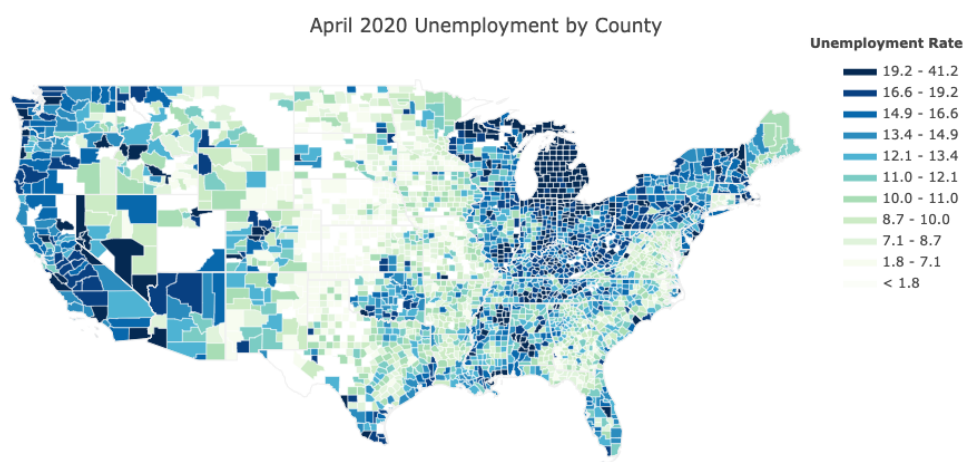 April 2020 Unemployment by County
Unemployment Rate
19.2 - 41.2
16.6 - 19.2
14.9 - 16.6
13.4 - 14.9
12.1 - 13.4
11.0 - 12.1
10.0 - 11.0
8.7 - 10.0
7.1 - 8.7
1.8 - 7.1
< 1.8